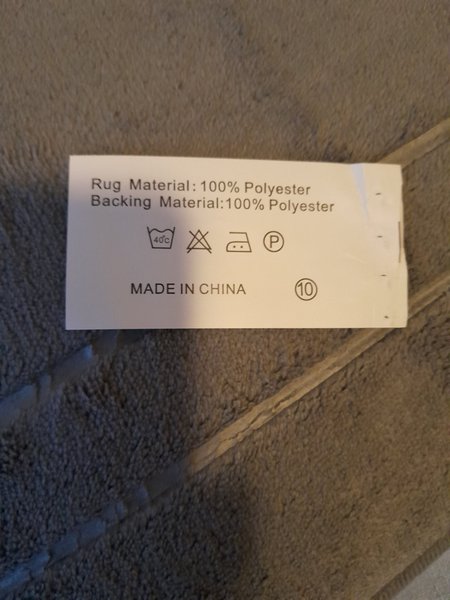 Rug Material: 100% Polyester
Backing Material:100% Polyester
40°C P
MADE IN CHINA 10